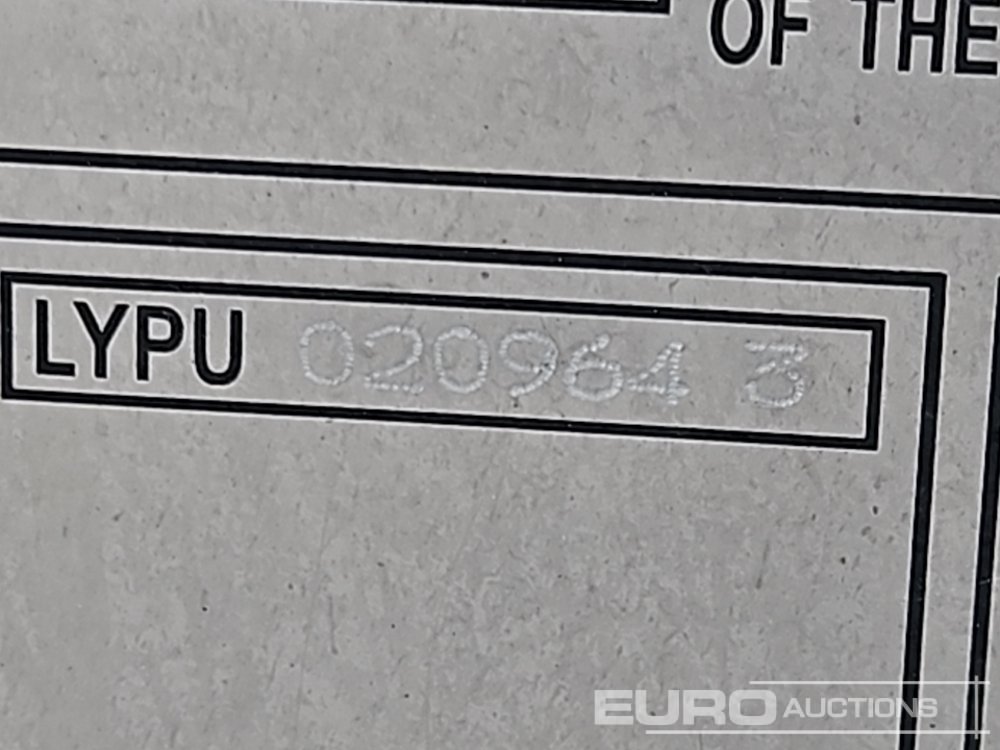 OF THE
LYPU 020964 3
EURO AUCTIONS